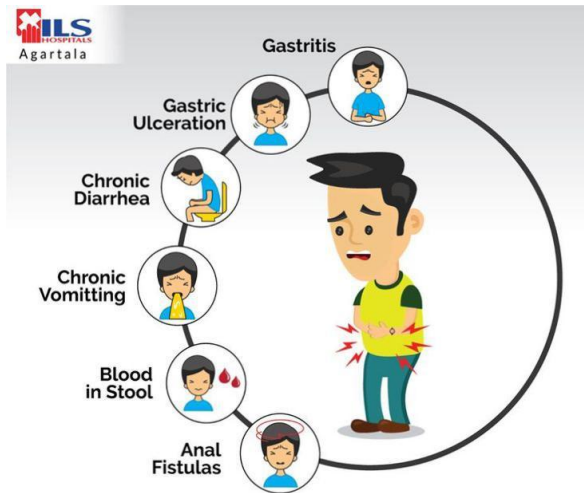 ILS
HOSPITALS
Agartala
Gastritis
Gastric
Ulceration
Chronic
Diarrhea
Chronic
Vomitting
Blood
in Stool
Anal
Fistulas